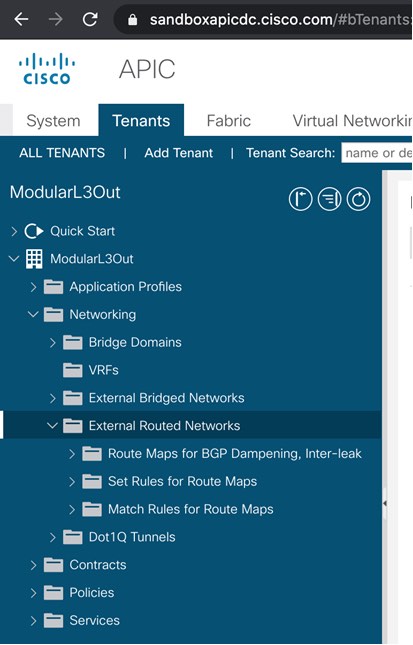 sandboxapicdc.cisco.com/#bTenants:
CISCO
APIC
System Tenants Fabric Virtual Networkin
ALL TENANTS | Add Tenant | Tenant Search: name or de
ModularL3Out
Quick Start
ModularL3Out
Application Profiles
Networking
Bridge Domains
VRFs
External Bridged Networks
External Routed Networks
Route Maps for BGP Dampening, Inter-leak
Set Rules for Route Maps
Match Rules for Route Maps
Dot1Q Tunnels
Contracts
Policies
Services